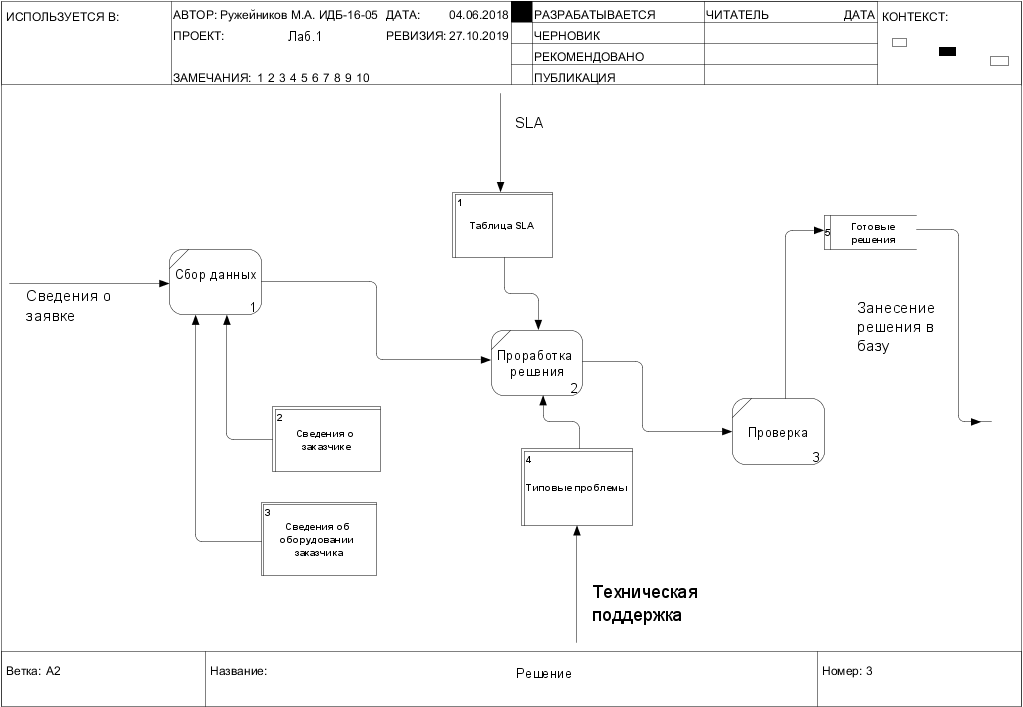 ИСПОЛЬЗУЕТСЯ В:
АВТОР: Ружейников М.А. ИДБ-16-05 ДАТА: 04.06.2018
ПРОЕКТ: Лаб.1 РЕВИЗИЯ: 27.10.2019
ЗАМЕЧАНИЯ: 1 2 3 4 5 6 7 8 9 10
РАЗРАБАТЫВАЕТСЯ
ЧЕРНОВИК
РЕКОМЕНДОВАНО
ПУБЛИКАЦИЯ
ЧИТАТЕЛЬ ДАТА
КОНТЕКСТ:
SLA
1
Таблица SLA
5
Готовые
решения
Сбор данных
1
Сведения о
заявке
Занесение
решения в
базу
Проработка
решения
2
2
Сведения о
заказчике
Проверка
3
4
Типовые проблемы
3
Сведения об
оборудовании
заказчика
Техническая
поддержка
Ветка: A2
Название:
Решение
Номер: 3